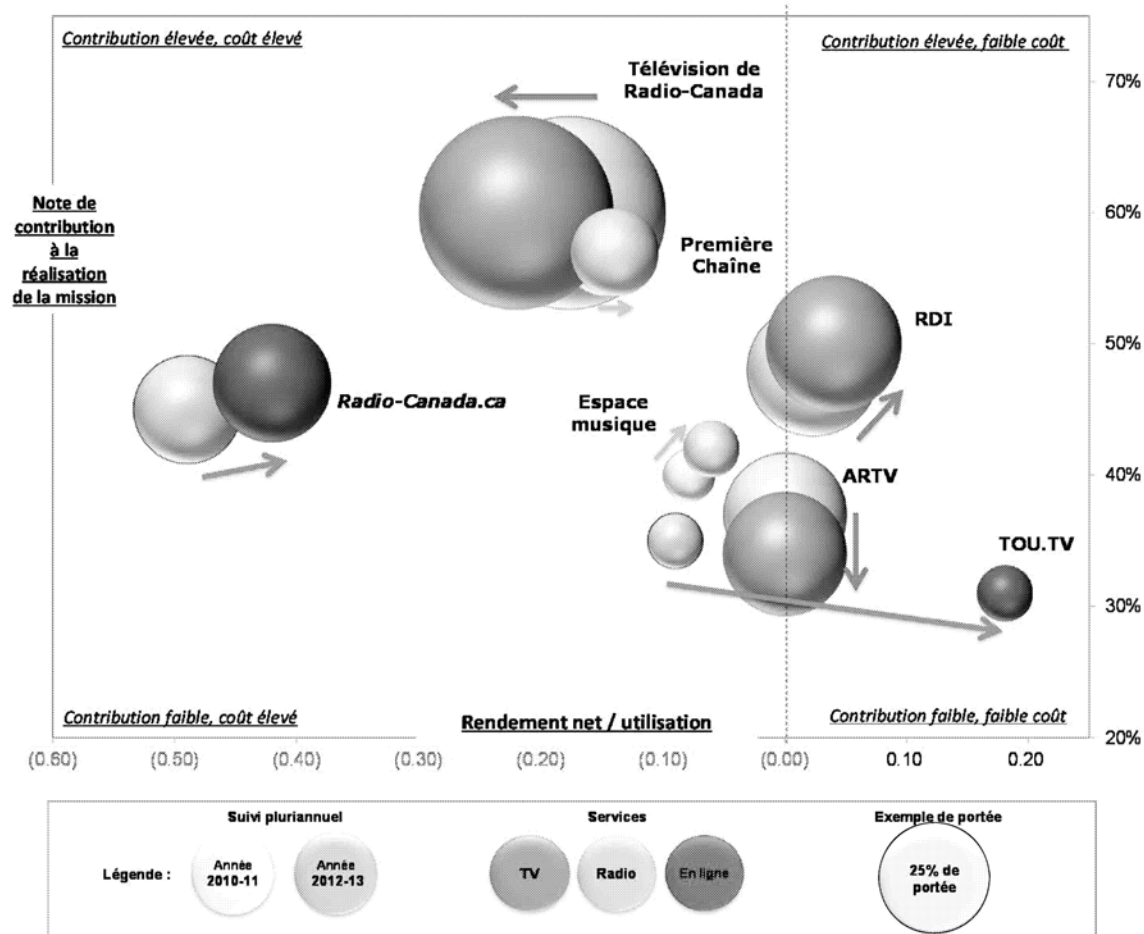 Contribution élevée, coût élevé
Contribution élevée, faible coût
Télévision de
Radio-Canada
70%
Note de
contribution
à la
réalisation
de la mission
60%
Première
Chaîne
RDI
50%
Radio-Canada.ca
Espace
musique
40%
ARTV
TOU.TV
30%
Contribution faible, coût élevé
Rendement net / utilisation
Contribution faible, faible coût
20%
(0.60) (0.50) (0.40) (0.30) (0.20) (0.10) (0.00) 0.10 0.20
Suivi pluriannuel
Services
Exemple de portée
Légende :
Année
2010-11
Année
2012-13
TV
Radio
En ligne
25% de
portée